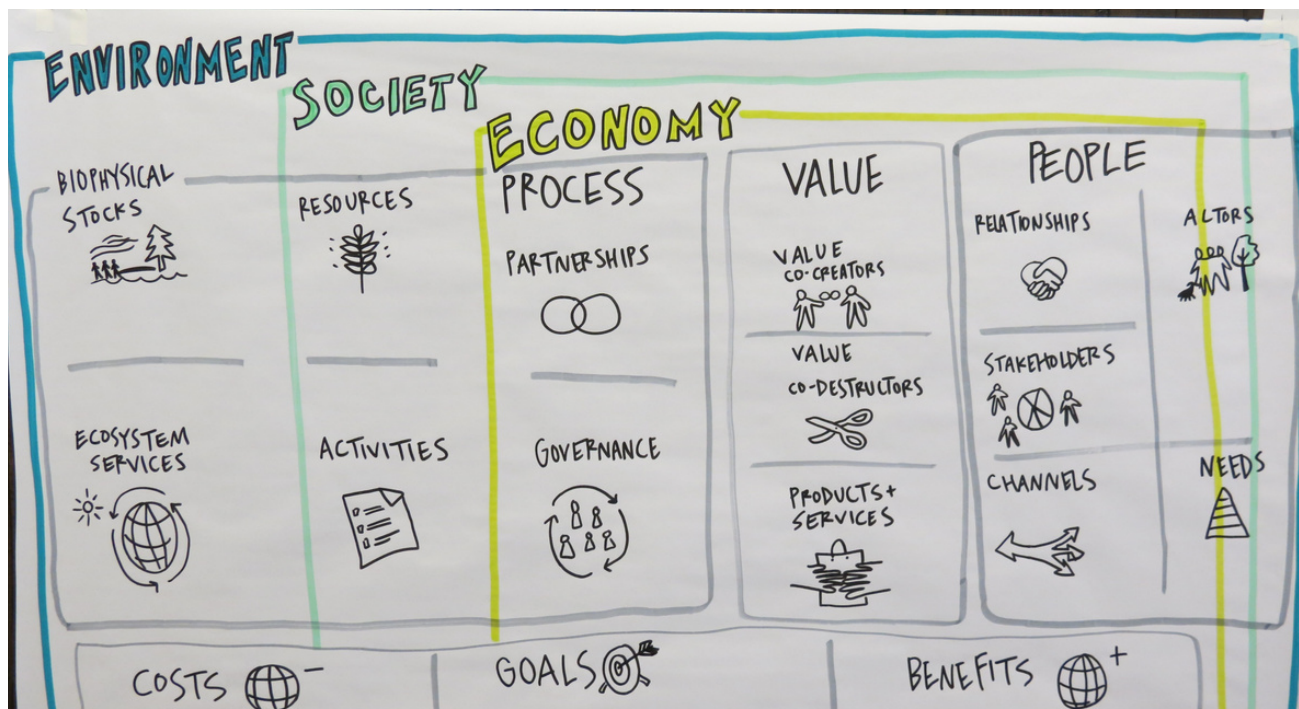 ENVIRONMENT
SOCIETY
ECONOMY
BIOPHYSICAL
STOCKS
ECOSYSTEM
SERVICES
RESOURCES
ACTIVITIES
PROCESS
PARTNERSHIPS
GOVERNANCE
VALUE
VALUE
CO-CREATORS
VALUE
CO-DESTRUCTORS
PRODUCTS+
SERVICES
PEOPLE
RELATIONSHIPS
STAKEHOLDERS
CHANNELS
ACTORS
NEEDS
COSTS -
GOALS
BENEFITS +